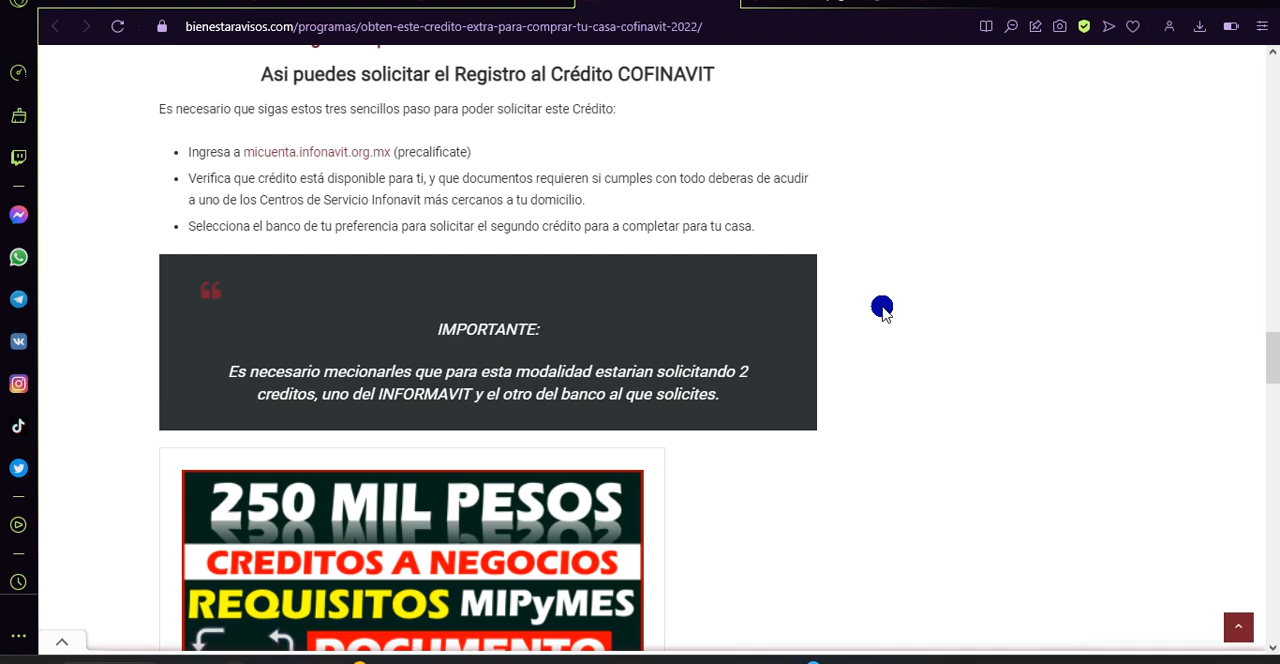 bienestaravisos.com/programas/obten-este-credito-extra-para-comprar-tu-casa-cofinavit-2022/
Asi puedes solicitar el Registro al Crédito COFINAVIT
Es necesario que sigas estos tres sencillos paso para poder solicitar este Crédito:
Ingresa a micuenta.infonavit.org.mx (precalificate)
Verifica que crédito está disponible para ti, y que documentos requieren si cumples con todo deberas de acudir
a uno de los Centros de Servicio Infonavit más cercanos a tu domicilio.
Selecciona el banco de tu preferencia para solicitar el segundo crédito para a completar para tu casa.
IMPORTANTE:
Es necesario mecionarles que para esta modalidad estarian solicitando 2
creditos, uno del INFORMAVIT y el otro del banco al que solicites.
250 MIL PESOS
CREDITOS A NEGOCIOS
REQUISITOS MIPyMES
DOCUMENTO